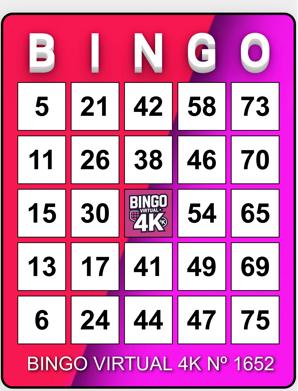 B I N G O
5 21 42 58 73
11 26 38 46 70
15 30 BINGO VIRTUAL 4K 54 65
13 17 41 49 69
6 24 44 47 75
BINGO VIRTUAL 4K Nº 1652